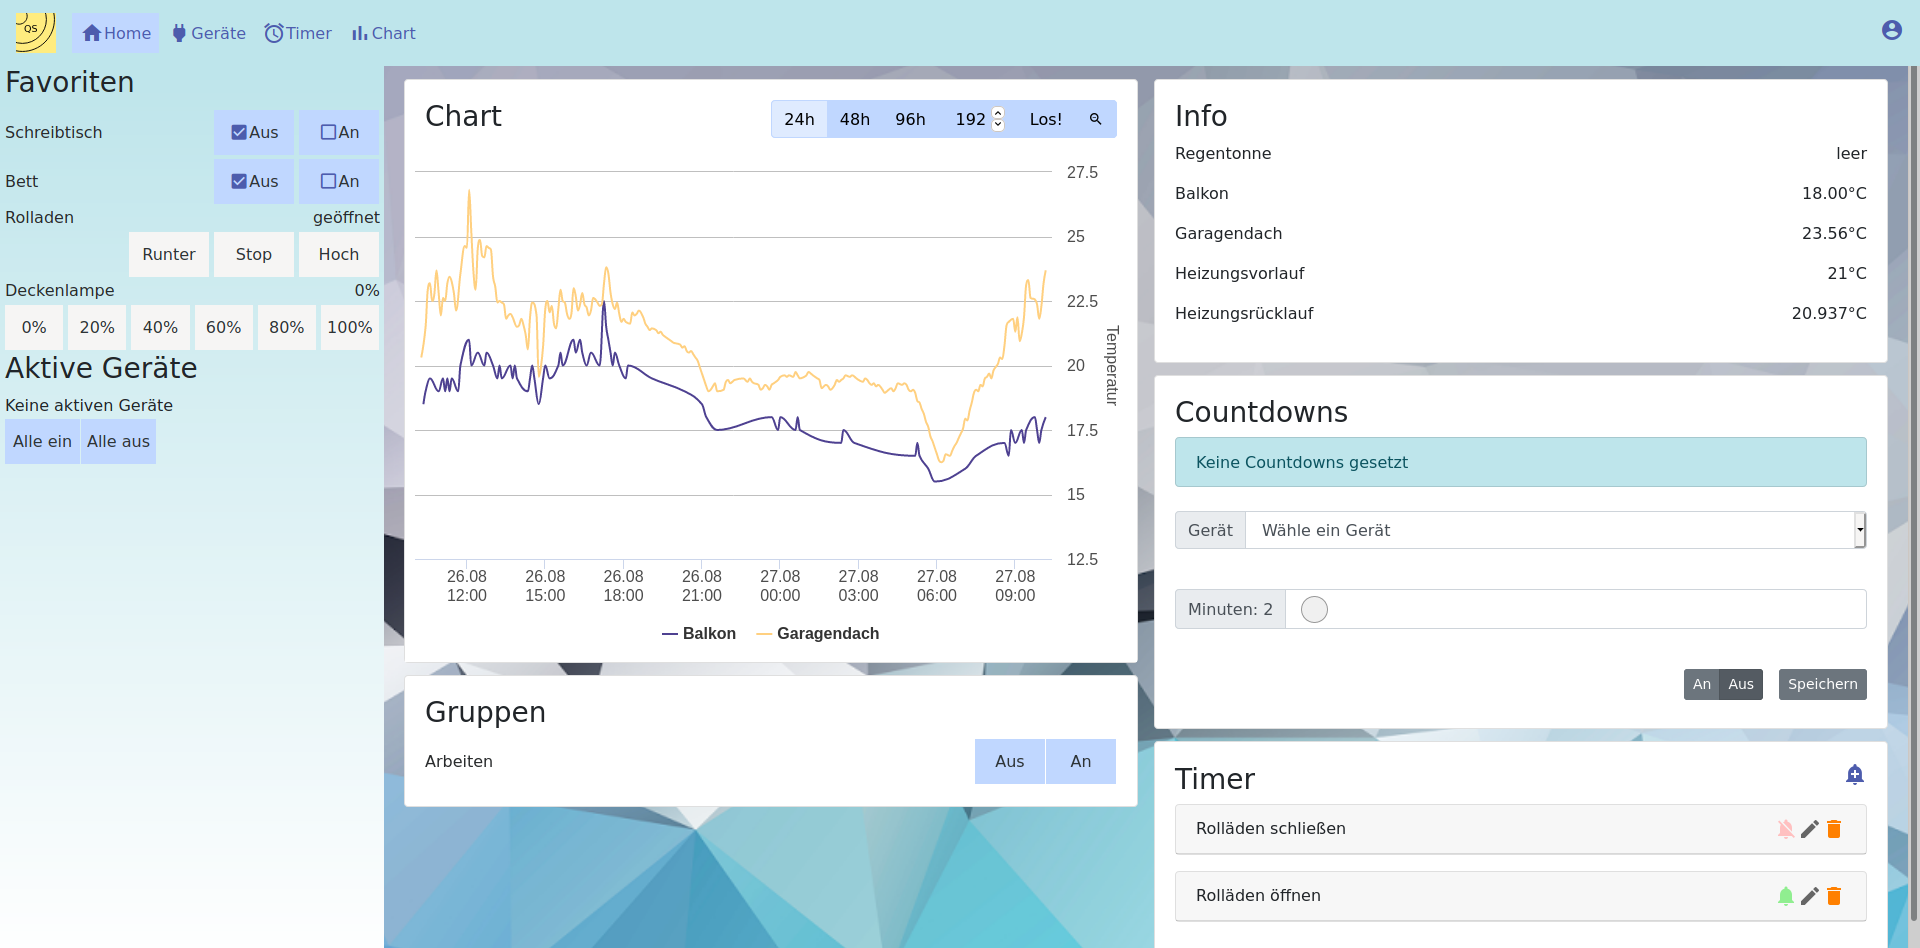 QS
Home
Geräte
Timer
Chart
Favoriten
Schreibtisch
Aus
An
Bett
Aus
An
Rolladen
geöffnet
Runter
Stop
Hoch
Deckenlampe
0%
0%
20%
40%
60%
80%
100%
Aktive Geräte
Keine aktiven Geräte
Alle ein
Alle aus
Chart
24h
48h
96h
192
Los!
27.5
25
22.5
20
17.5
15
12.5
Temperatur
26.08
12:00
26.08
15:00
26.08
18:00
26.08
21:00
27.08
00:00
27.08
03:00
27.08
06:00
27.08
09:00
Balkon
Garagendach
Gruppen
Arbeiten
Aus
An
Info
Regentonne
leer
Balkon
18.00°C
Garagendach
23.56°C
Heizungsvorlauf
21°C
Heizungsrücklauf
20.937°C
Countdowns
Keine Countdowns gesetzt
Gerät
Wähle ein Gerät
Minuten: 2
An
Aus
Speichern
Timer
Rolläden schließen
Rolläden öffnen